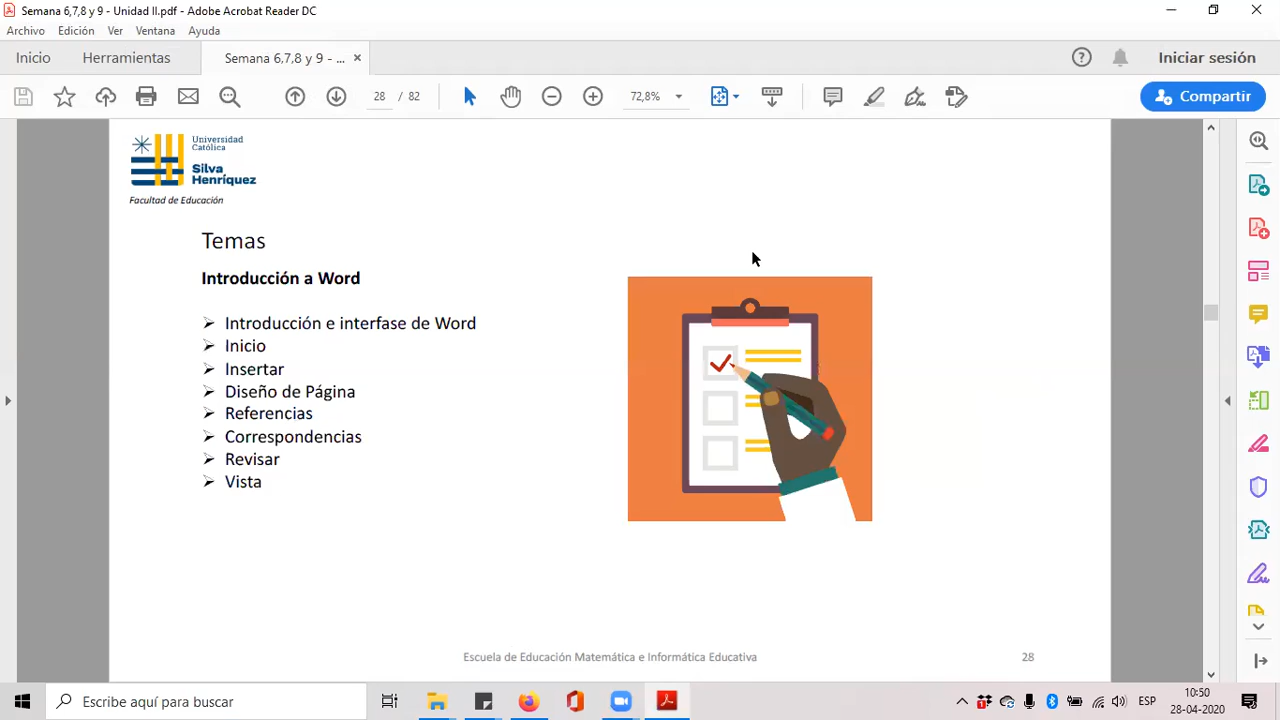 Semana 6,7,8 y 9 - Unidad II.pdf - Adobe Acrobat Reader DC
Archivo Edición Ver Ventana Ayuda
Inicio Herramientas Semana 6,7,8 y 9 - ... Iniciar sesión
28 / 82 72,8% Compartir
Universidad
Católica
Silva
Henríquez
Facultad de Educación
Temas
Introducción a Word
Introducción e interfase de Word
Inicio
Insertar
Diseño de Página
Referencias
Correspondencias
Revisar
Vista
Escuela de Educación Matemática e Informática Educativa 28
Escribe aquí para buscar ESP 10:50
28-04-2020